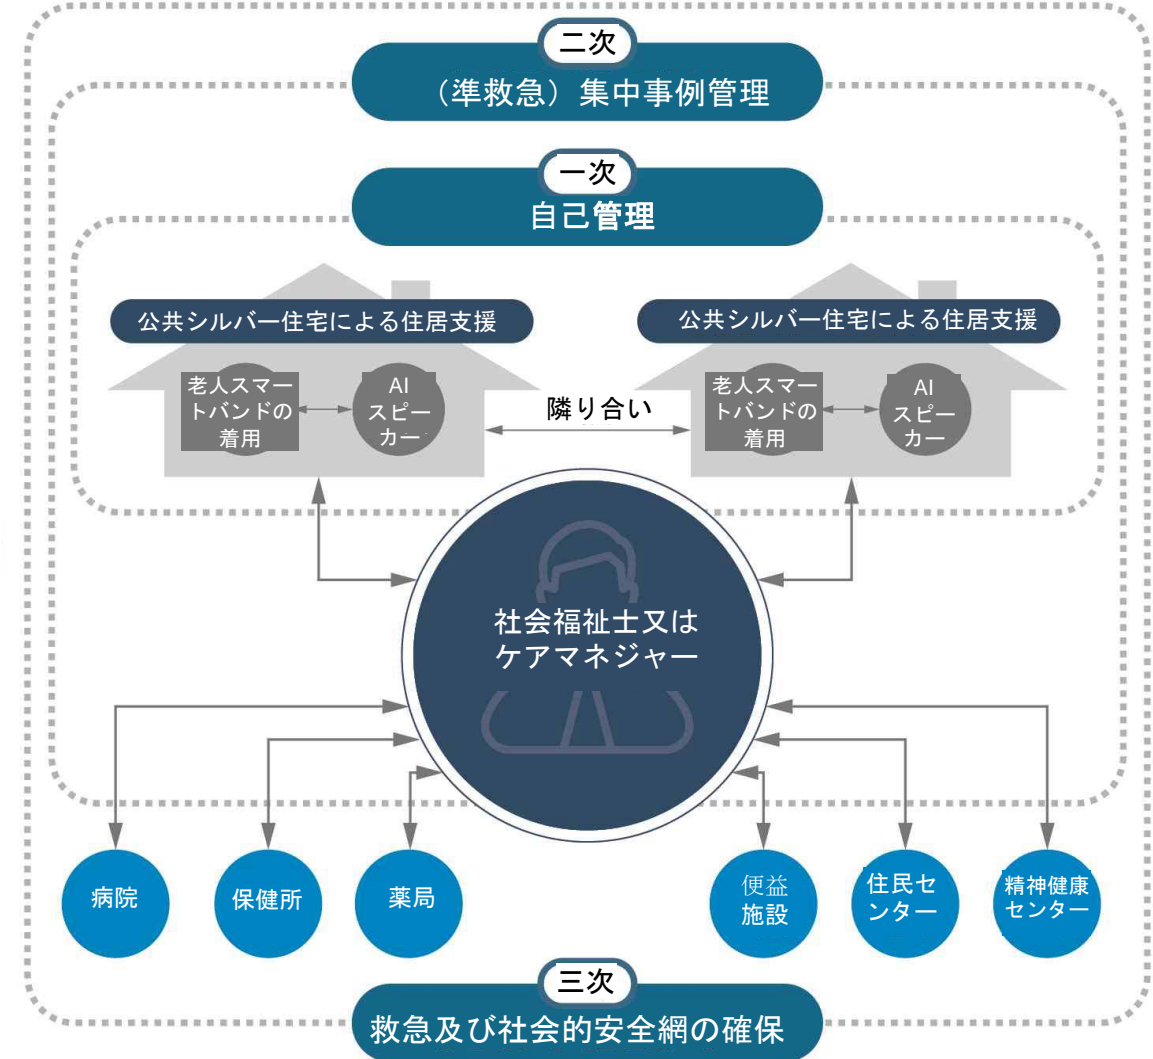 二次
（準救急）集中事例管理
一次
自己管理
公共シルバー住宅による住居支援
公共シルバー住宅による住居支援
老人スマー
トバンドの
着用
AI
スピー
カー
隣り合い
老人スマー
トバンドの
着用
AI
スピー
カー
社会福祉士又は
ケアマネジャー
病院
保健所
薬局
便益
施設
住民セ
ンター
精神健康
センター
三次
救急及び社会的安全網の確保